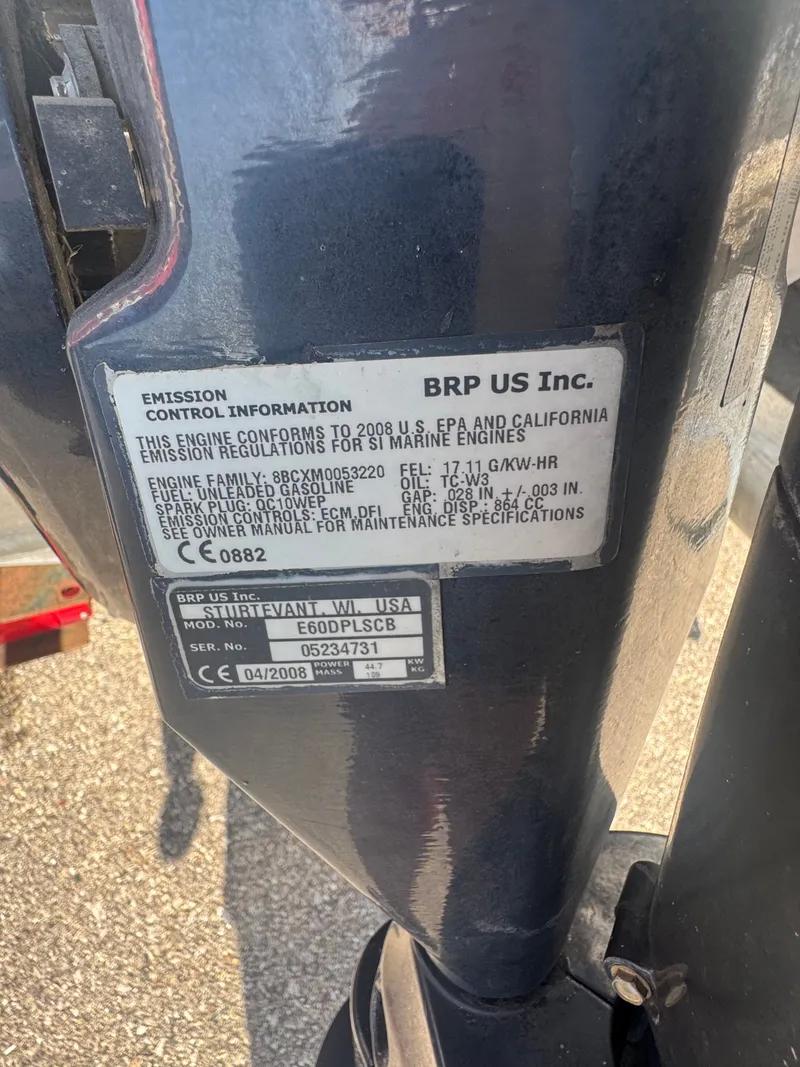 EMISSION
CONTROL INFORMATION
BRP US Inc.
THIS ENGINE CONFORMS TO 2008 U.S. EPA AND CALIFORNIA
EMISSION REGULATIONS FOR SI MARINE ENGINES
ENGINE FAMILY: 8BCXM0053220 FEL: 17.11 G/KW-HR
FUEL: UNLEADED GASOLINE OIL: TC-W3
SPARK PLUG: QC10WEP GAP: .028 IN. +/-.003 IN.
EMISSION CONTROLS: ECM,DFI ENG. DISP.: 864 CC
SEE OWNER MANUAL FOR MAINTENANCE SPECIFICATIONS
CE 0882
BRP US Inc.
STURTEVANT, WI, USA
MOD. No. E60DPLSCB
SER. No. 05234731
CE 04/2008 POWER 44.7 KW
MASS 109 KG